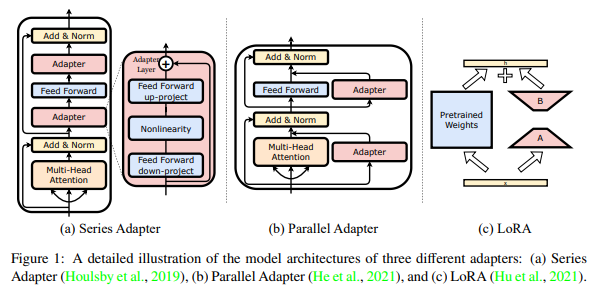 Add & Norm
Adapter
Feed Forward
Adapter
Add & Norm
Multi-Head
Attention
Adapter
Layer
+
Feed Forward
up-project
Nonlinearity
Feed Forward
down-project
(a) Series Adapter
Add & Norm
Feed Forward
Adapter
Add & Norm
Multi-Head
Attention
Adapter
(b) Parallel Adapter
h
+
Pretrained
Weights
B
A
x
(c) LoRA
Figure 1: A detailed illustration of the model architectures of three different adapters: (a) Series
Adapter (Houlsby et al., 2019), (b) Parallel Adapter (He et al., 2021), and (c) LoRA (Hu et al., 2021).